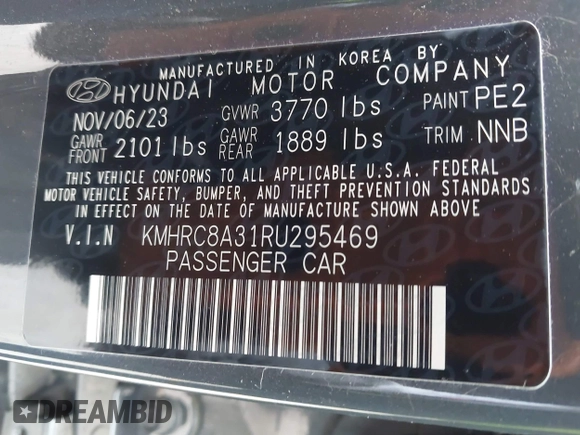 MANUFACTURED IN KOREA BY
HYUNDAI MOTOR COMPANY
NOV/06/23 GVWR 3770 lbs PAINT PE2
GAWR FRONT 2101 lbs GAWR REAR 1889 lbs TRIM NNB
THIS VEHICLE CONFORMS TO ALL APPLICABLE U.S.A. FEDERAL
MOTOR VEHICLE SAFETY, BUMPER, AND THEFT PREVENTION STANDARDS
IN EFFECT ON THE DATE OF MANUFACTURE SHOWN ABOVE
V.I.N KMHRC8A31RU295469
PASSENGER CAR
DREAMBID